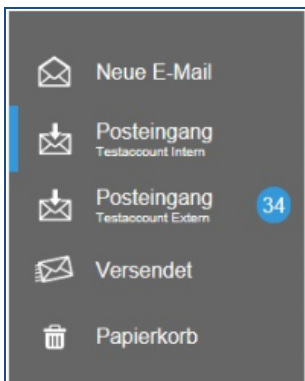 Neue E-Mail
Posteingang
Testaccount Intern
Posteingang
Testaccount Extern
34
Versendet
Papierkorb